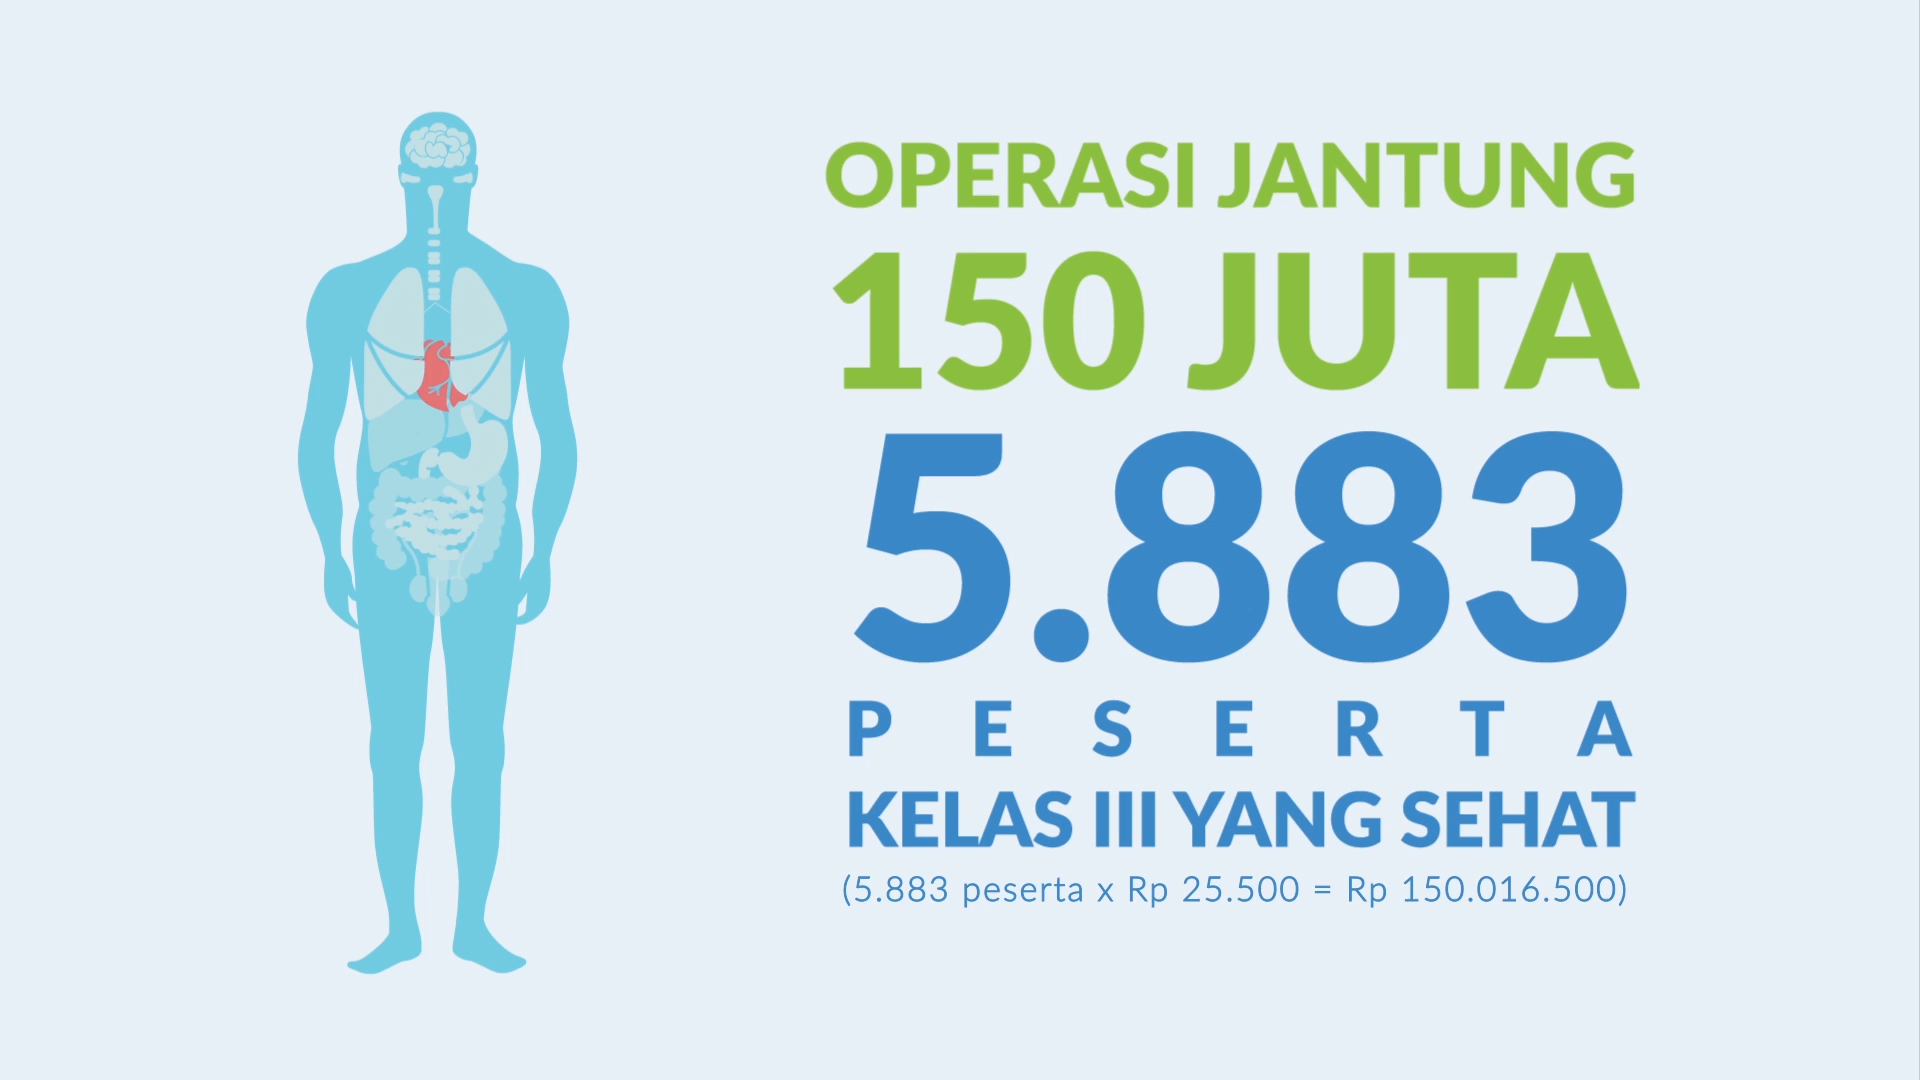 OPERASI JANTUNG
150 JUTA
5.883
PESERTA
KELAS III YANG SEHAT
(5.883 peserta x Rp 25.500 = Rp 150.016.500)